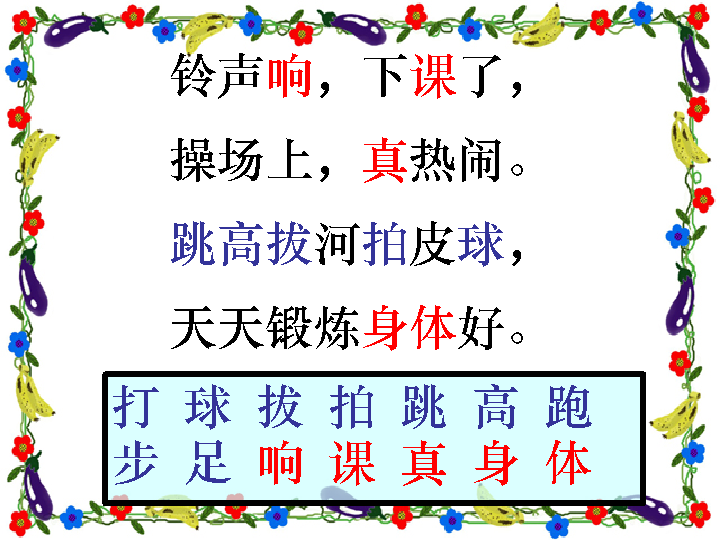 铃声响，下课了，
操场上，真热闹。
跳高拔河拍皮球，
天天锻炼身体好。
打 球 拔 拍 跳 高 跑
步 足 响 课 真 身 体